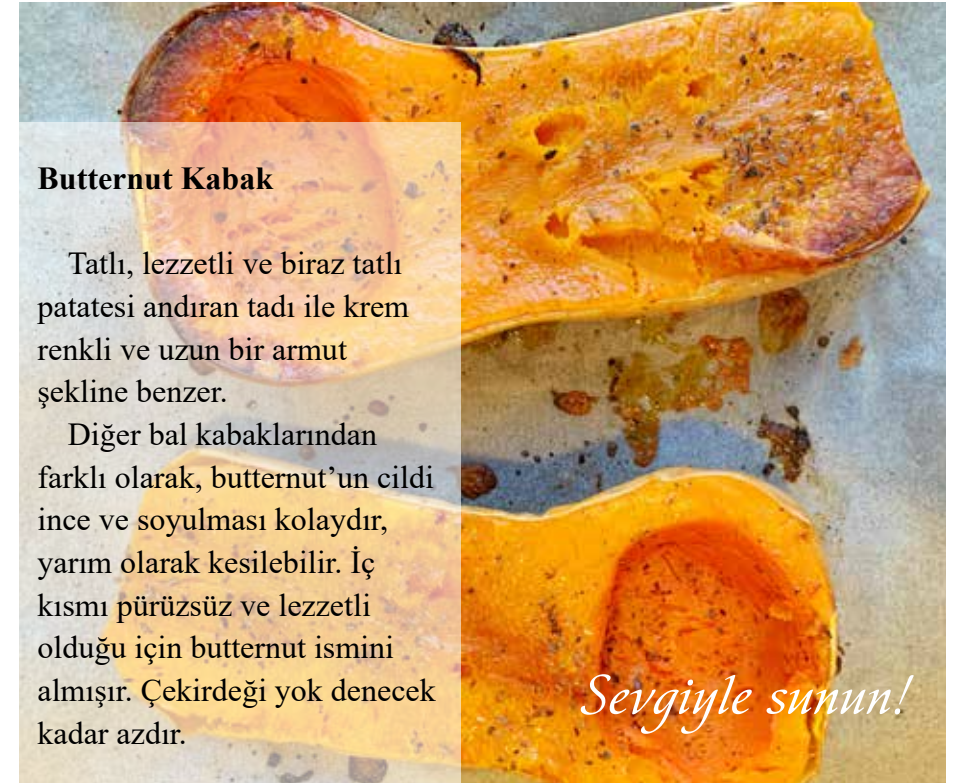 Butternut Kabak
Tatlı, lezzetli ve biraz tatlı
patatesi andıran tadı ile krem
renkli ve uzun bir armut
şekline benzer.
Diğer bal kabaklarından
farklı olarak, butternut’un cildi
ince ve soyulması kolaydır,
yarım olarak kesilebilir. İç
kısmı pürüzsüz ve lezzetli
olduğu için butternut ismini
almışır. Çekirdeği yok denecek
kadar azdır.
Sevgiyle sunun!